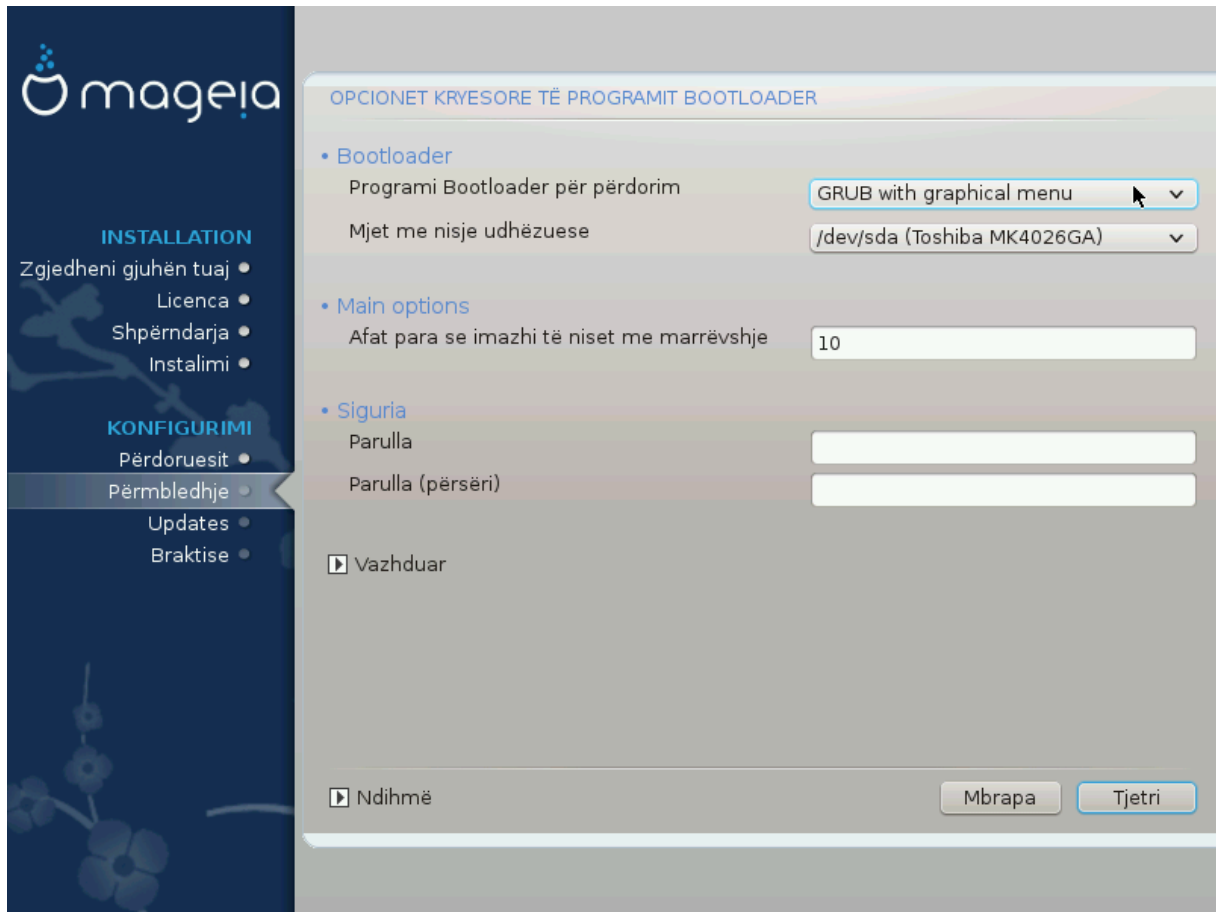 mageia
INSTALLATION
Zgjedheni gjuhën tuaj
Licenca
Shpërndarja
Instalimi
KONFIGURIMI
Përdoruesit
Përmbledhje
Updates
Braktise
OPCIONET KRYESORE TË PROGRAMIT BOOTLOADER
• Bootloader
Programi Bootloader për përdorim GRUB with graphical menu
Mjet me nisje udhëzuese /dev/sda (Toshiba MK4026GA)
• Main options
Afat para se imazhi të niset me marrëvshje 10
• Siguria
Parulla
Parulla (përsëri)
Vazhduar
Ndihmë Mbrapa Tjetri